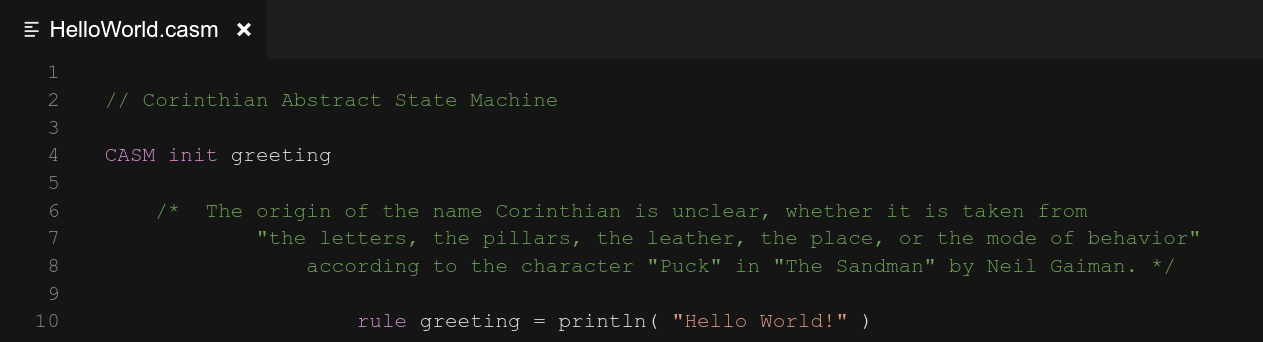 HelloWorld.casm
1
2 // Corinthian Abstract State Machine
3
4 CASM init greeting
5
6 /* The origin of the name Corinthian is unclear, whether it is taken from
7 "the letters, the pillars, the leather, the place, or the mode of behavior"
8 according to the character "Puck" in "The Sandman" by Neil Gaiman. */
9
10 rule greeting = println( "Hello World!" )